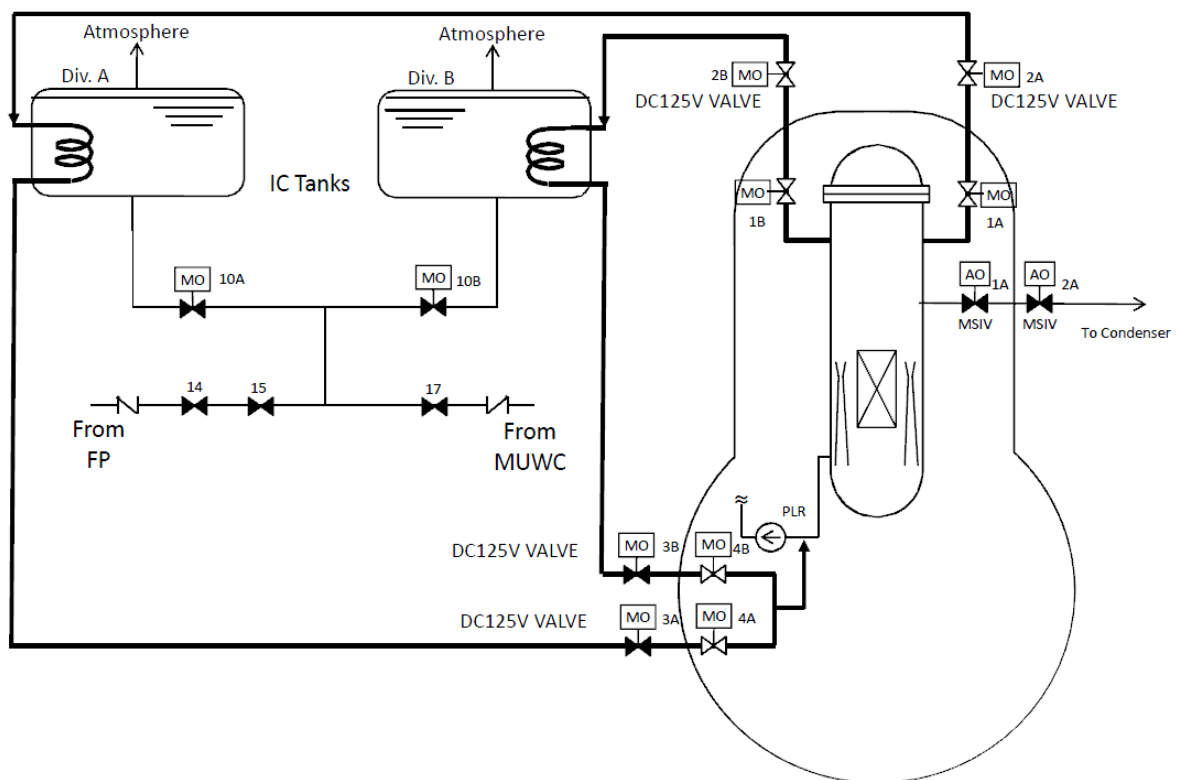 Atmosphere
Atmosphere
Div. A
Div. B
2B
MO
MO
2A
DC125V VALVE
DC125V VALVE
IC Tanks
MO
1B
MO
1A
MO
10A
MO
10B
AO
1A
AO
2A
MSIV
MSIV
To Condenser
14
15
17
From
FP
From
MUWC
≈
PLR
DC125V VALVE
MO
3B
MO
4B
DC125V VALVE
MO
3A
MO
4A